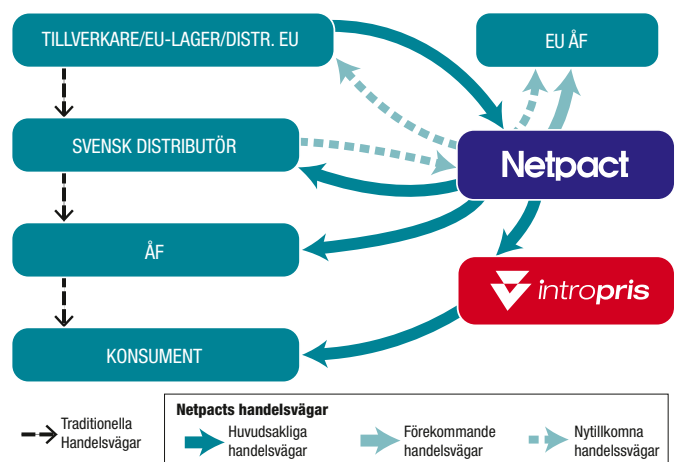 TILLVERKARE/EU-LAGER/DISTR. EU
EU ÅF
SVENSK DISTRIBUTÖR
Netpact
ÅF
intropris
KONSUMENT
Traditionella
Handelsvägar
Netpacts handelsvägar
Huvudsakliga
handelsvägar
Förekommande
handelsvägar
Nytillkomna
handelssvägar